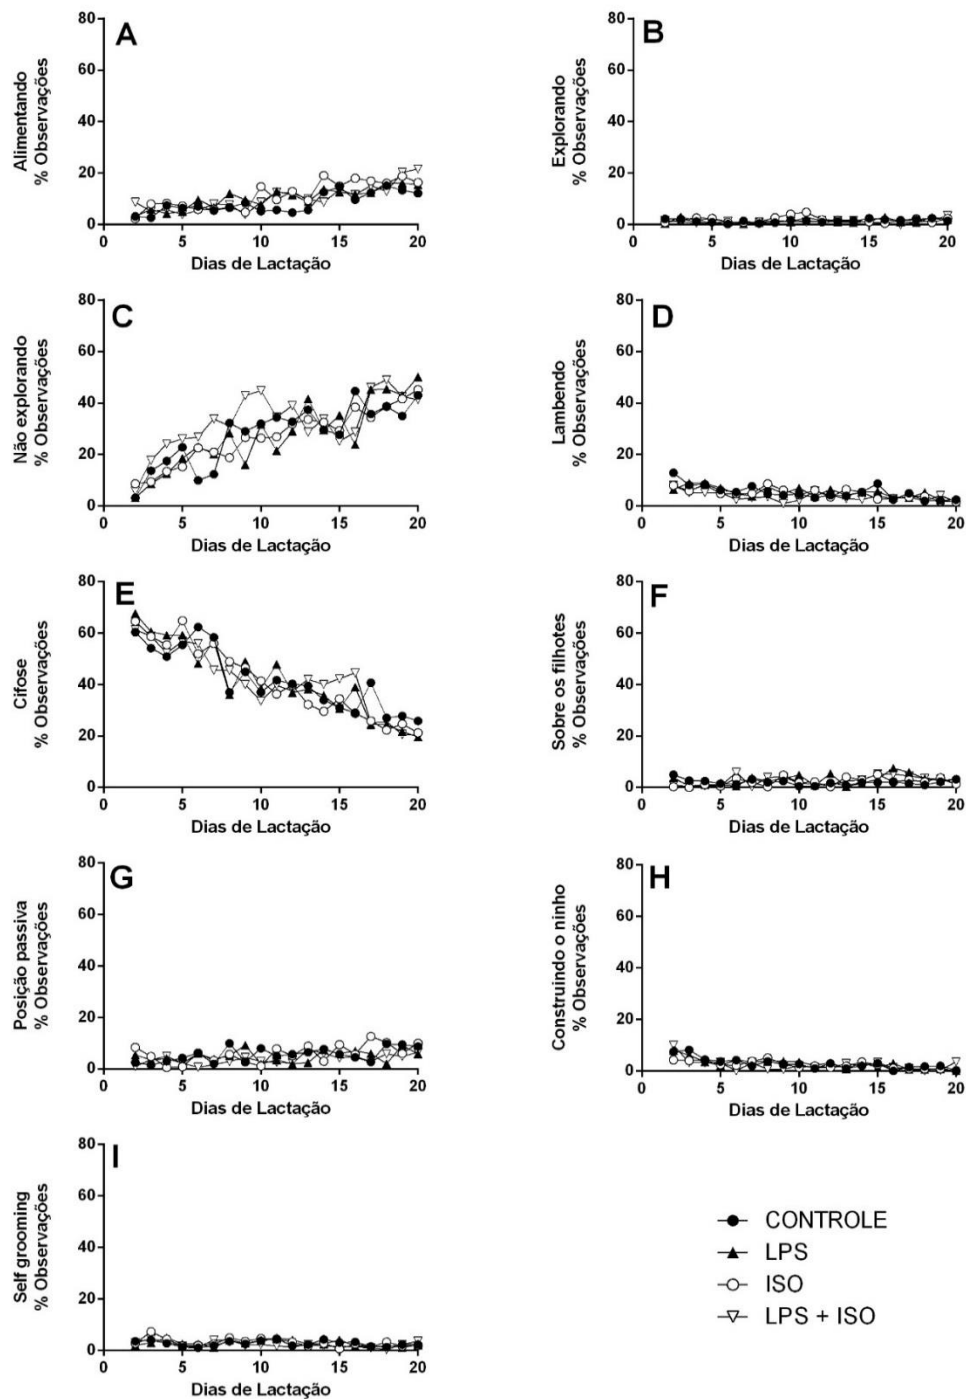 A
Alimentando
% Observações
80
60
40
20
0
0 5 10 15 20
Dias de Lactação
B
Explorando
% Observações
80
60
40
20
0
0 5 10 15 20
Dias de Lactação
C
Não explorando
% Observações
80
60
40
20
0
0 5 10 15 20
Dias de Lactação
D
Lambendo
% Observações
80
60
40
20
0
0 5 10 15 20
Dias de Lactação
E
Cifose
% Observações
80
60
40
20
0
0 5 10 15 20
Dias de Lactação
F
Sobre os filhotes
% Observações
80
60
40
20
0
0 5 10 15 20
Dias de Lactação
G
Posição passiva
% Observações
80
60
40
20
0
0 5 10 15 20
Dias de Lactação
H
Construindo o ninho
% Observações
80
60
40
20
0
0 5 10 15 20
Dias de Lactação
I
Self grooming
% Observações
80
60
40
20
0
0 5 10 15 20
Dias de Lactação
CONTROLE
LPS
ISO
LPS + ISO